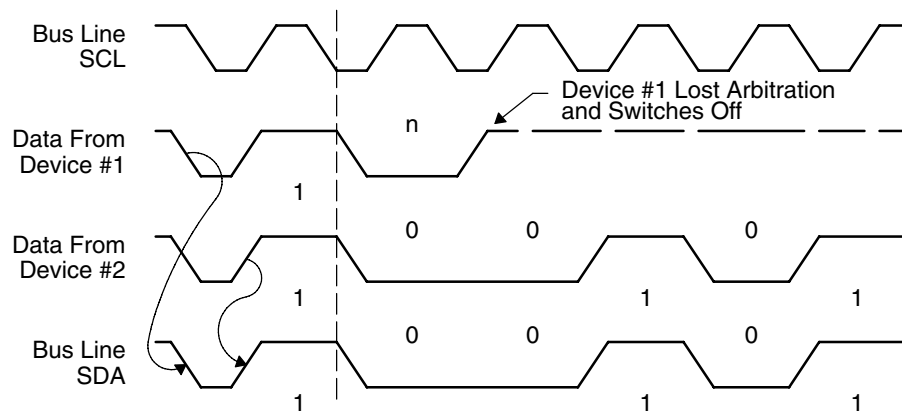 Bus Line
SCL
Device #1 Lost Arbitration
and Switches Off
n
Data From
Device #1
1
0 0 0
Data From
Device #2
1 1 1
0 0 0
Bus Line
SDA
1 1 1